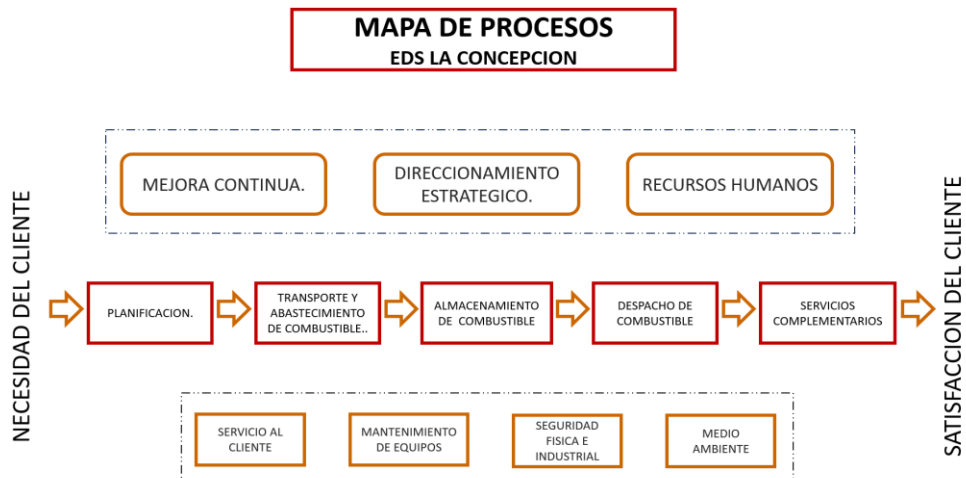 MAPA DE PROCESOS
EDS LA CONCEPCION
NECESIDAD DEL CLIENTE
MEJORA CONTINUA.
DIRECCIONAMIENTO
ESTRATEGICO.
RECURSOS HUMANOS
PLANIFICACION.
TRANSPORTE Y
ABASTECIMIENTO
DE COMBUSTIBLE..
ALMACENAMIENTO
DE COMBUSTIBLE
DESPACHO DE
COMBUSTIBLE
SERVICIOS
COMPLEMENTARIOS
SERVICIO AL
CLIENTE
MANTENIMIENTO
DE EQUIPOS
SEGURIDAD
FISICA E
INDUSTRIAL
MEDIO
AMBIENTE
SATISFACCION DEL CLIENTE